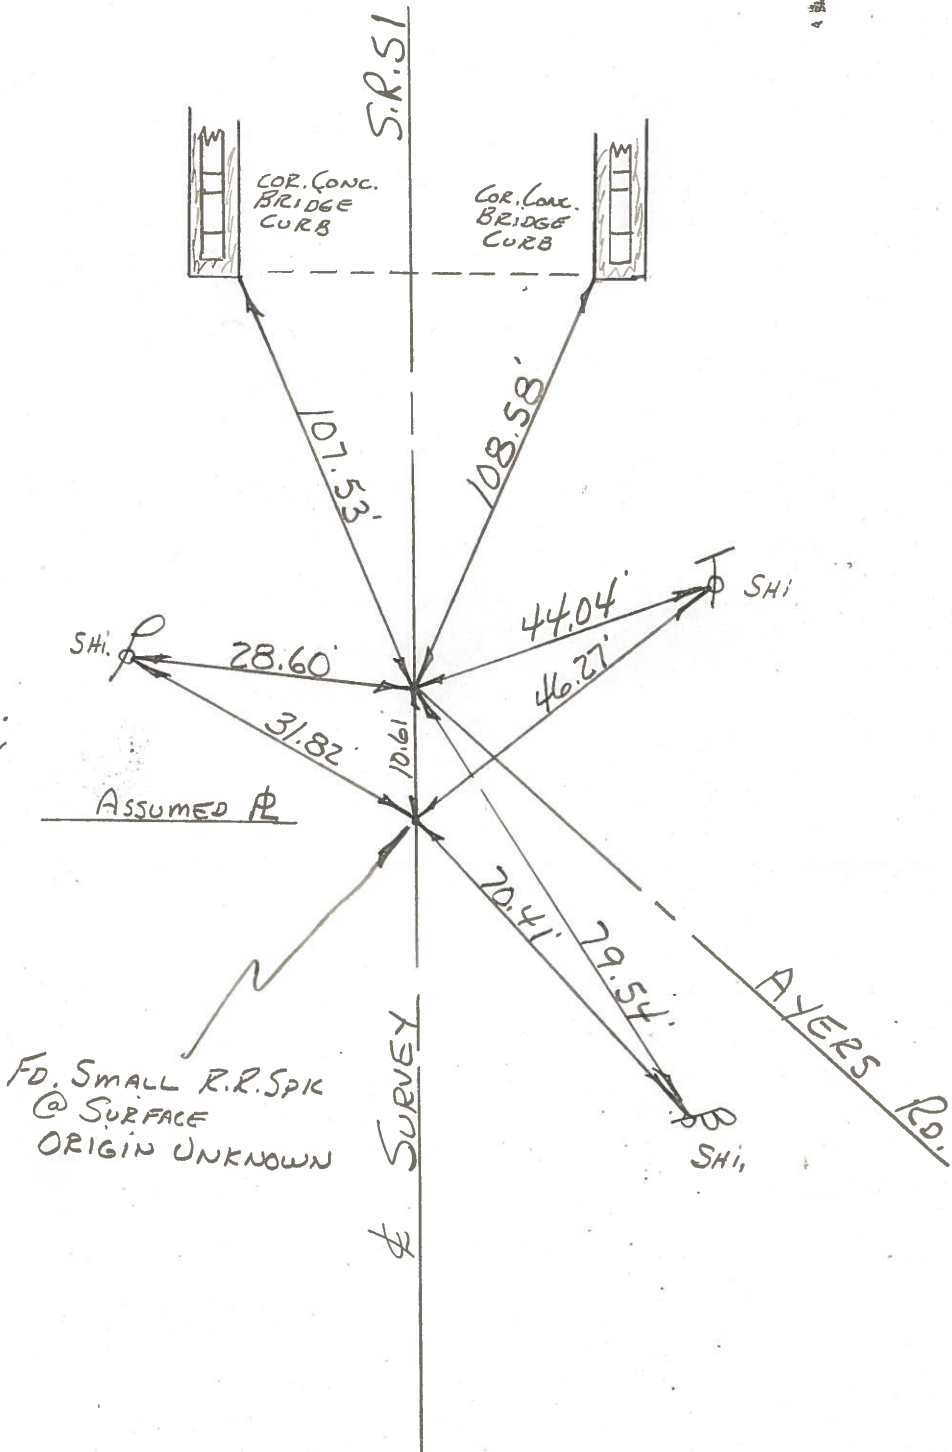 S.R.51
COR. CONC.
BRIDGE
CURB
COR. CONC.
BRIDGE
CURB
107.53'
108.58'
SHI
44.04'
SHI.
28.60'
46.27'
31.82'
10.61
ASSUMED ⅊
70.41'
79.54'
AYERS RD.
FD. SMALL R.R. SPK
@ SURFACE
ORIGIN UNKNOWN
℄ SURVEY
SHI,